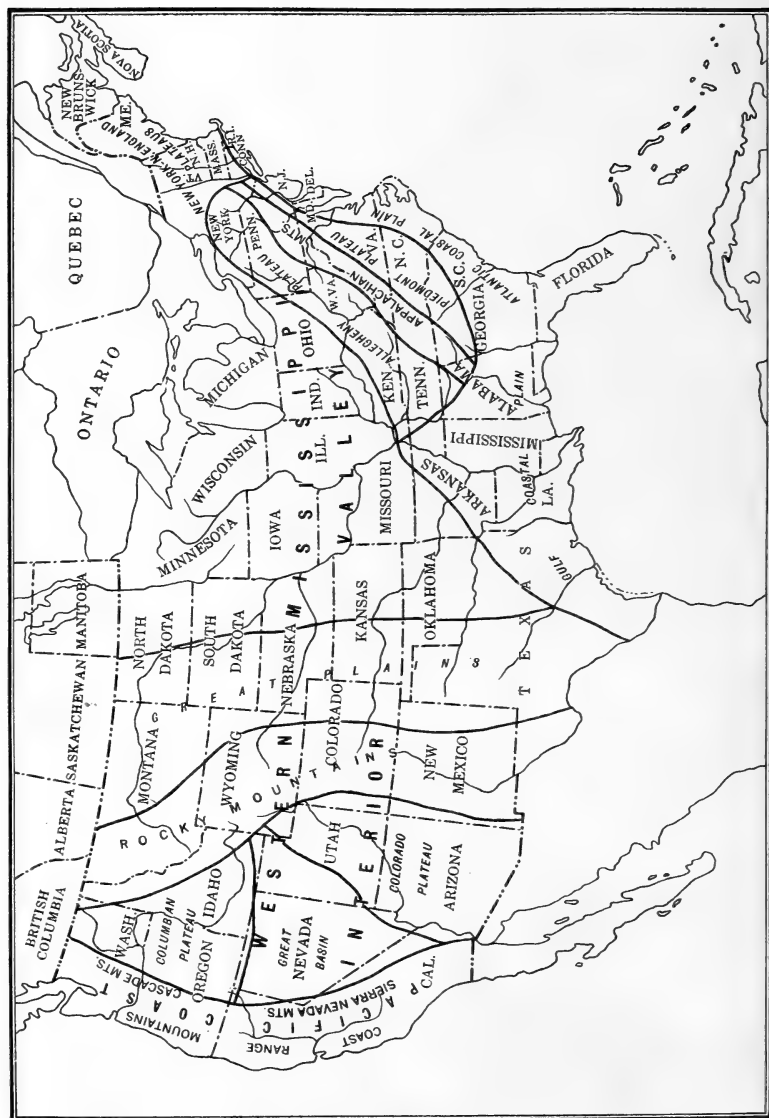 BRITISH
COLUMBIA
ALBERTA
SASKATCHEWAN
MANITOBA
ONTARIO
QUEBEC
NEW
BRUNS-
WICK
NOVA SCOTIA
WASH.
OREGON
IDAHO
MONTANA
NORTH
DAKOTA
SOUTH
DAKOTA
WYOMING
NEBRASKA
MINNESOTA
WISCONSIN
MICHIGAN
IOWA
ILL.
IND.
OHIO
PENN.
NEW
YORK
VT.
N.H.
ME.
MASS.
CONN.
R.I.
N.J.
DEL.
MD.
W.VA.
VA.
N.C.
S.C.
KEN.
TENN.
GEORGIA
ALABAMA
MISSISSIPPI
FLORIDA
LA.
ARKANSAS
MISSOURI
KANSAS
OKLAHOMA
TEXAS
COLORADO
NEW
MEXICO
UTAH
ARIZONA
NEVADA
CAL.
PACIFIC COAST
COAST
RANGE
MOUNTAINS
CASCADE MTS.
SIERRA NEVADA MTS.
COLUMBIAN
PLATEAU
GREAT
BASIN
COLORADO
PLATEAU
WESTERN
INTERIOR
ROCKY MOUNTAINS
GREAT PLAINS
MISSISSIPPI
VALLEY
GULF
COASTAL
PLAIN
ALLEGHENY
PLATEAU
APPALACHIAN
MTS.
PIEDMONT
PLATEAU
ATLANTIC
COASTAL
PLAIN
NEW YORK-N. ENGLAND
PLATEAUS